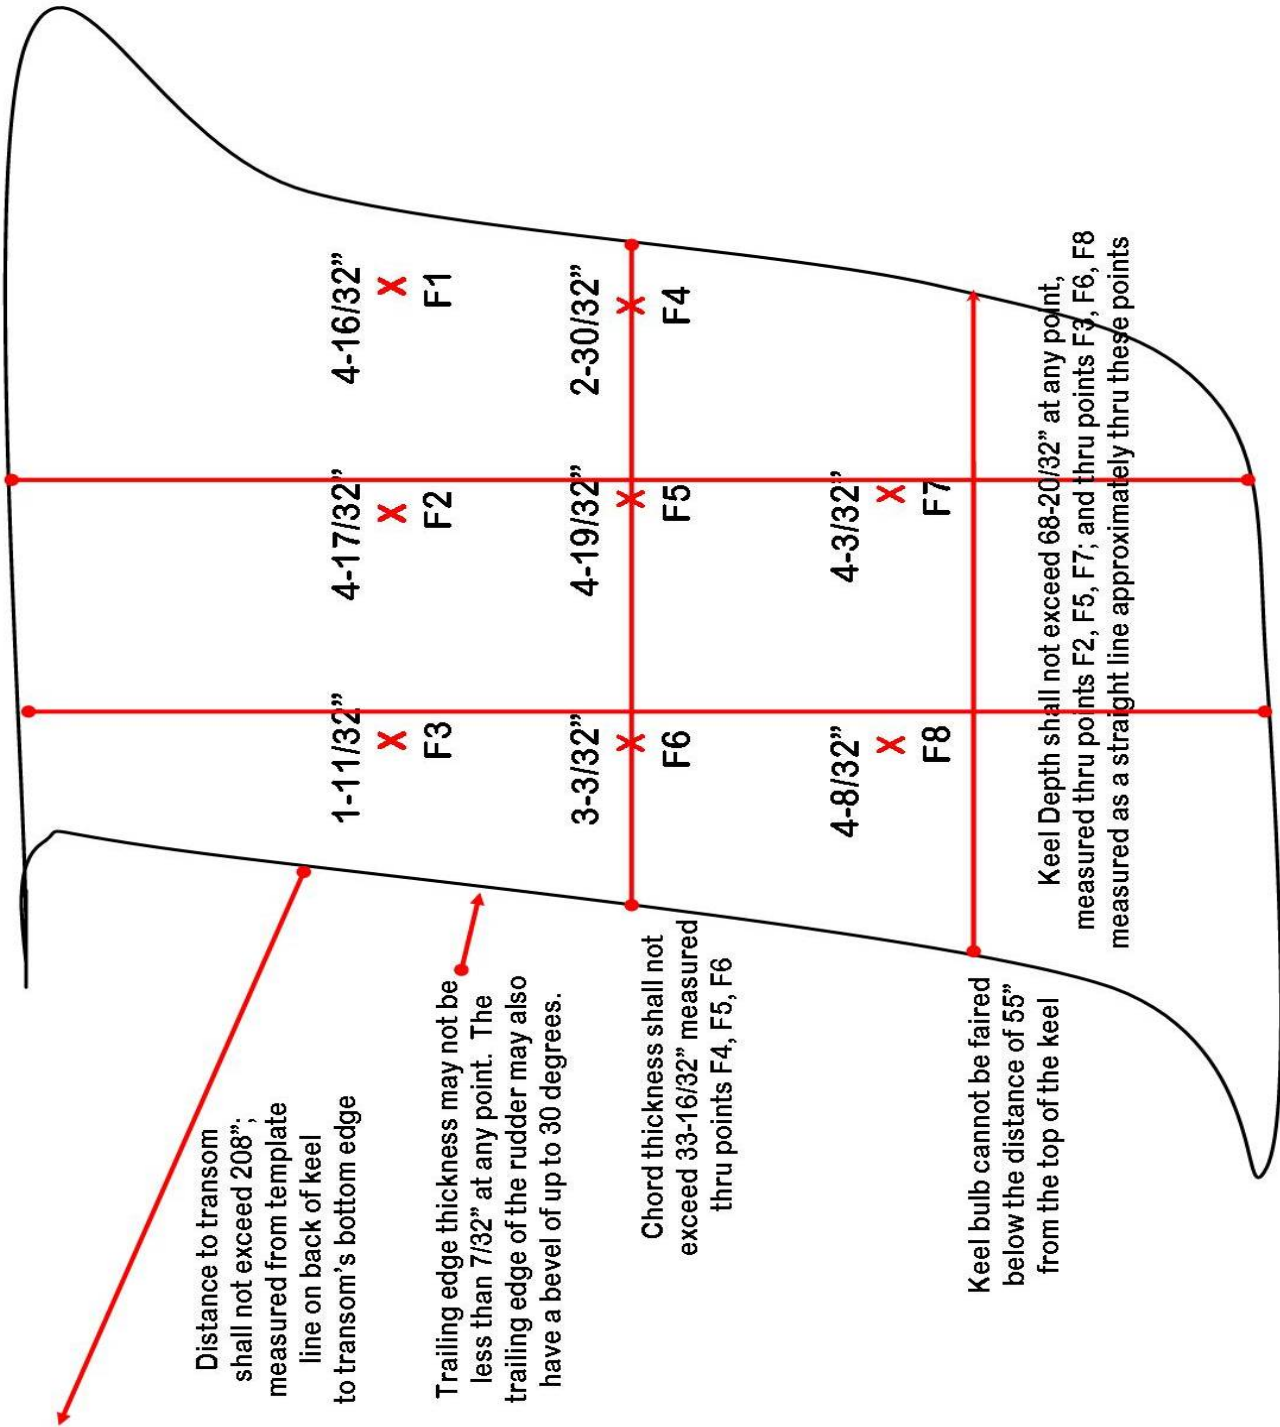 Distance to transom
shall not exceed 208”;
measured from template
line on back of keel
to transom’s bottom edge
1-11/32”
F3
4-17/32”
F2
4-16/32”
F1
Trailing edge thickness may not be
less than 7/32” at any point. The
trailing edge of the rudder may also
have a bevel of up to 30 degrees.
3-3/32”
F6
4-19/32”
F5
2-30/32”
F4
Chord thickness shall not
exceed 33-16/32” measured
thru points F4, F5, F6
4-8/32”
F8
4-3/32”
F7
Keel bulb cannot be faired
below the distance of 55”
from the top of the keel
Keel Depth shall not exceed 68-20/32” at any point,
measured thru points F2, F5, F7; and thru points F3, F6, F8
measured as a straight line approximately thru these points